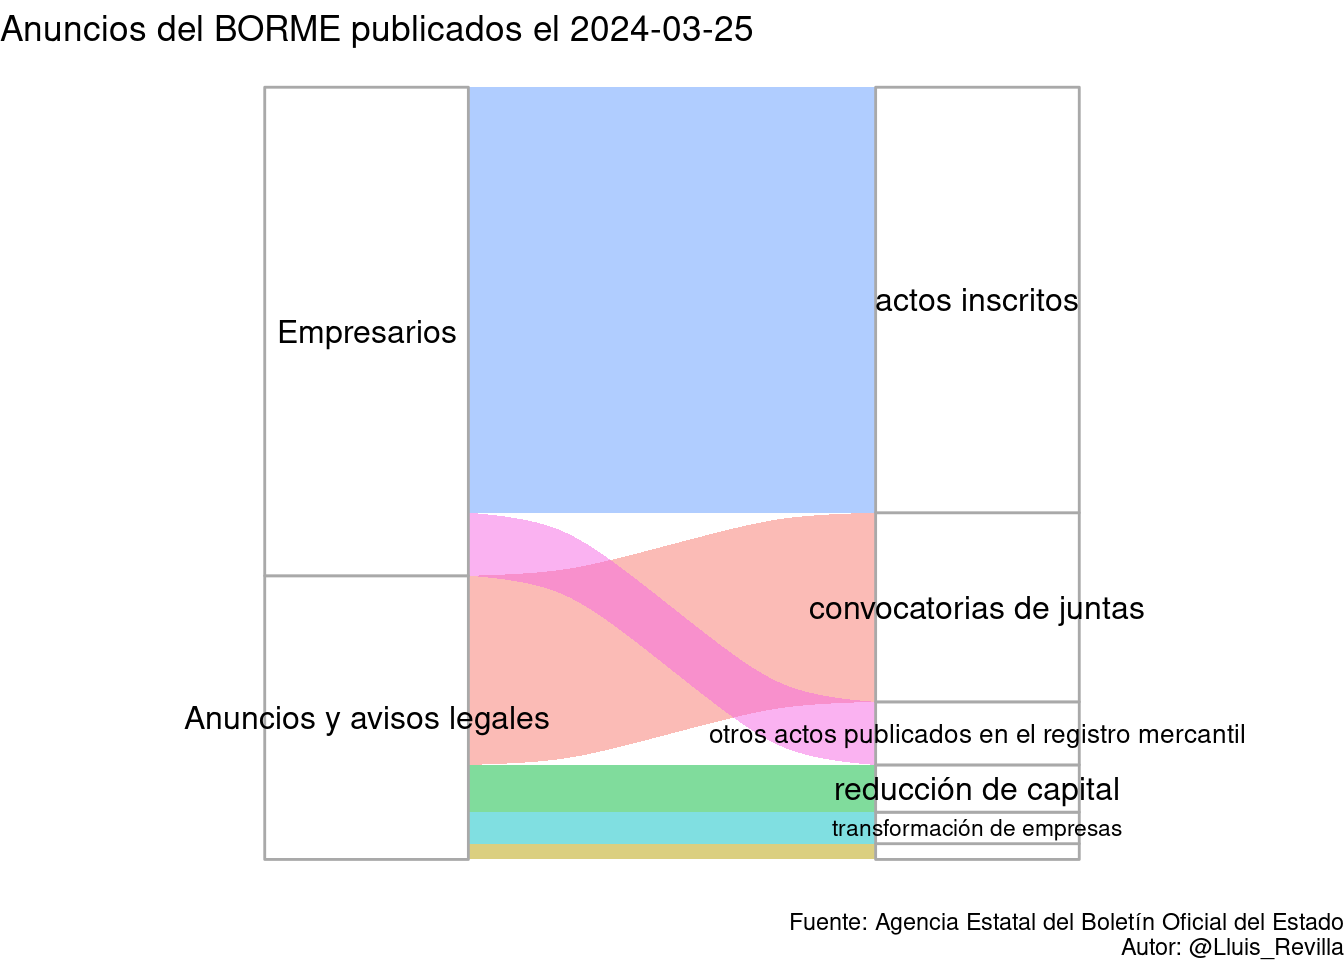 Anuncios del BORME publicados el 2024-03-25
Empresarios
Anuncios y avisos legales
actos inscritos
convocatorias de juntas
otros actos publicados en el registro mercantil
reducción de capital
transformación de empresas
Fuente: Agencia Estatal del Boletín Oficial del Estado
Autor: @Lluis_Revilla